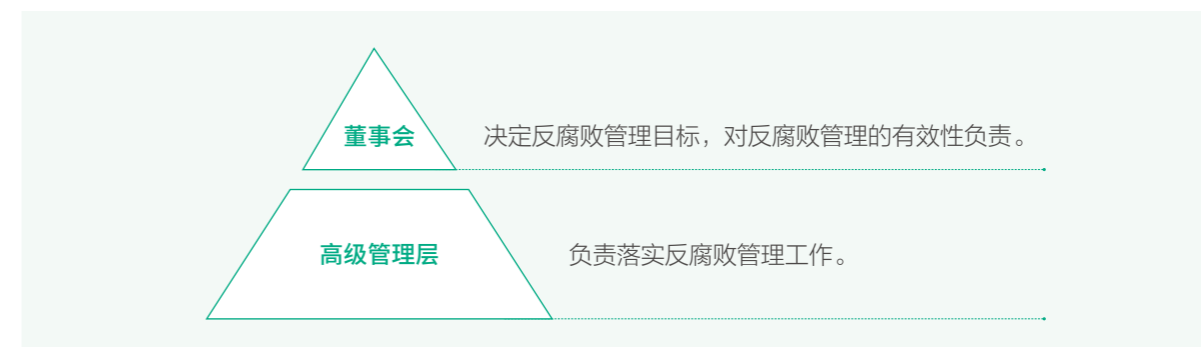 董事会
决定反腐败管理目标，对反腐败管理的有效性负责。
高级管理层
负责落实反腐败管理工作。